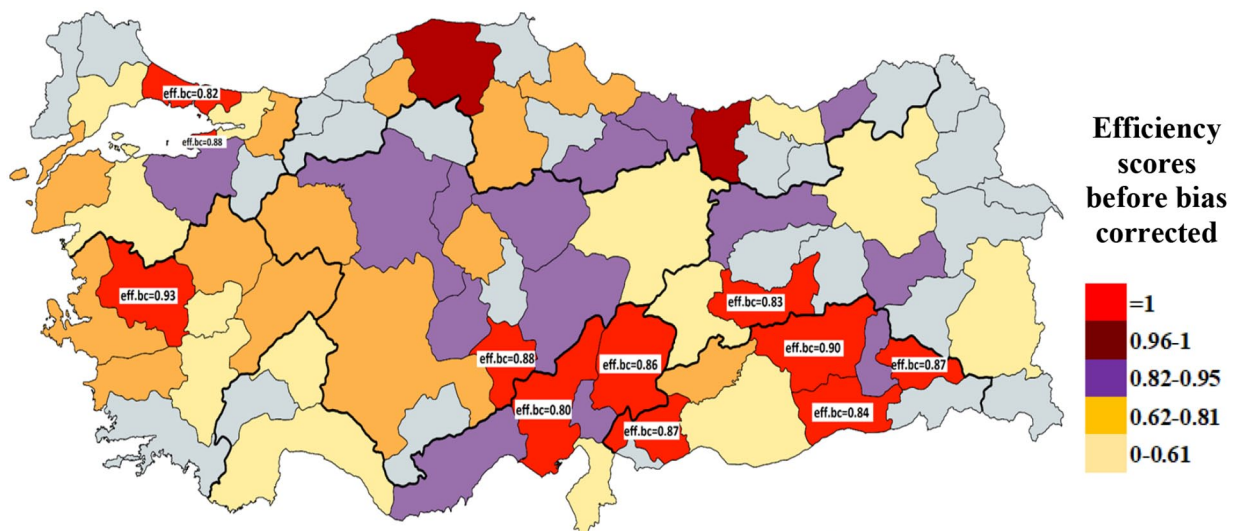 eff.bc=0.82
eff.bc=0.88
eff.bc=0.93
eff.bc=0.83
eff.bc=0.88
eff.bc=0.86
eff.bc=0.90
eff.bc=0.87
eff.bc=0.80
eff.bc=0.84
eff.bc=0.87
Efficiency
scores
before bias
corrected
=1
0.96-1
0.82-0.95
0.62-0.81
0-0.61